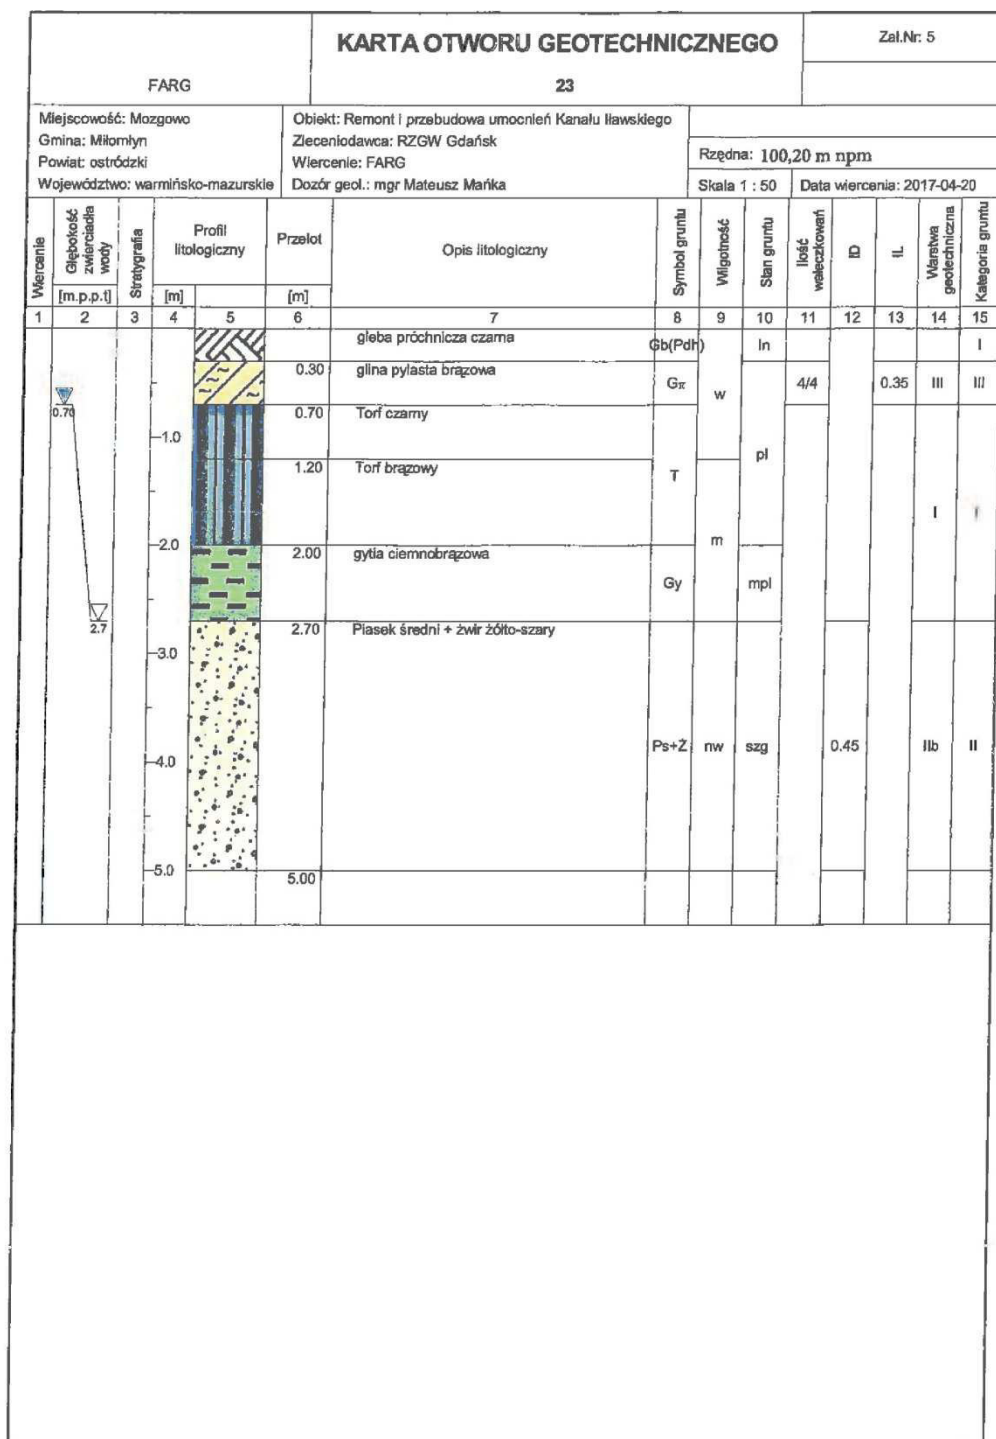 KARTA OTWORU GEOTECHNICZNEGO
Zal.Nr: 5
FARG
23
Miejscowość: Mozgowo
Gmina: Miłomłyn
Powiat: ostródzki
Województwo: warmińsko-mazurskie
Obiekt: Remont i przebudowa umocnień Kanału Iławskiego
Zleceniodawca: RZGW Gdańsk
Wiercenie: FARG
Dozór geol.: mgr Mateusz Mańka
Rzędna: 100,20 m npm
Skala 1 : 50
Data wiercenia: 2017-04-20
Wiercenie
Głębokość zwierciadła wody
[m.p.p.t]
Stratygrafia
Profil litologiczny
[m]
Przelot
[m]
Opis litologiczny
Symbol gruntu
Wilgotność
Stan gruntu
Ilość wałeczkowań
ID
IL
Warstwa geotechniczna
Kategoria gruntu
1 2 3 4 5 6 7 8 9 10 11 12 13 14 15
gleba próchnicza czarna Gb(Pdh) ln I
0.30 glina pylasta brązowa Gπ w 4/4 0.35 III III
0.70
0.70 Torf czarny
-1.0
pl
1.20 Torf brązowy T
I I
m
-2.0
2.00 gytia ciemnobrązowa Gy mpl
2.7
2.70 Piasek średni + żwir żółto-szary
-3.0
Ps+Ż nw szg 0.45 IIb II
-4.0
-5.0
5.00